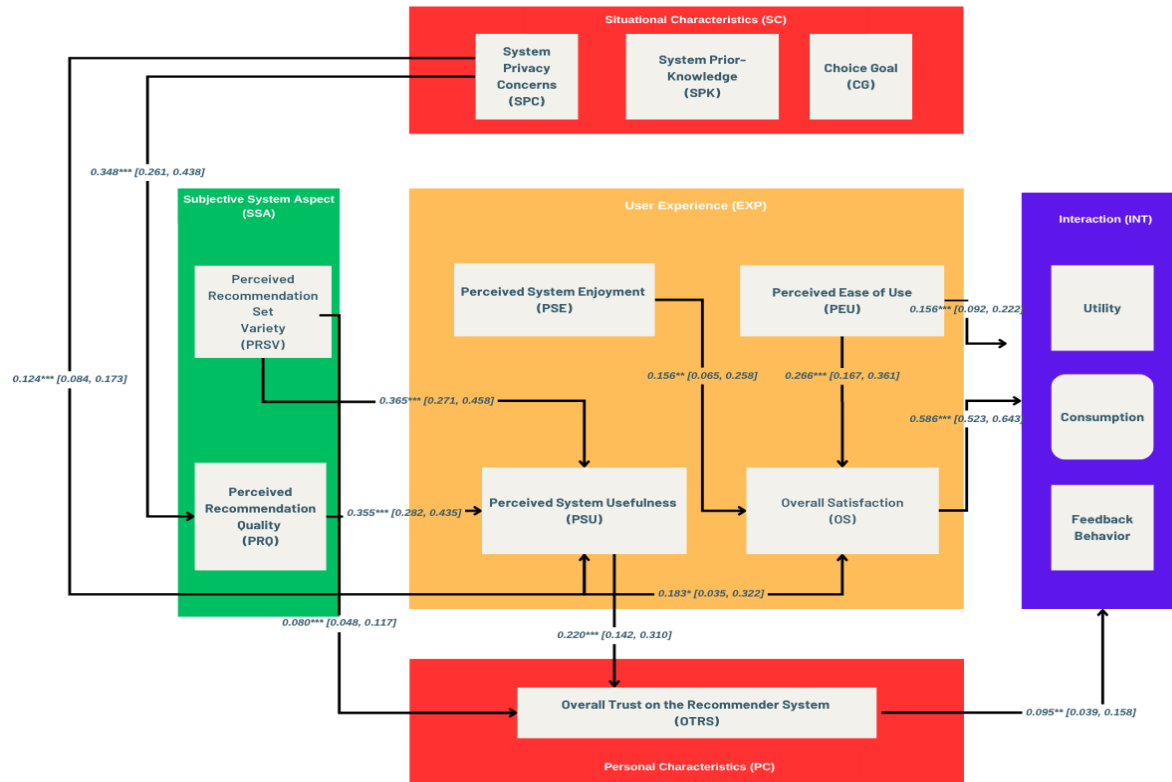 Situational Characteristics (SC)
System
Privacy
Concerns
(SPC)
System Prior-
Knowledge
(SPK)
Choice Goal
(CG)
0.348*** [0.261, 0.438]
Subjective System Aspect
(SSA)
User Experience (EXP)
Interaction (INT)
Perceived
Recommendation
Set
Variety
(PRSV)
Perceived System Enjoyment
(PSE)
Perceived Ease of Use
(PEU)
0.156*** [0.092, 0.222]
Utility
0.124*** [0.084, 0.173]
0.156** [0.065, 0.258]
0.266*** [0.167, 0.361]
0.365*** [0.271, 0.458]
0.586*** [0.523, 0.643]
Consumption
Perceived
Recommendation
Quality
(PRQ)
0.355*** [0.282, 0.435]
Perceived System Usefulness
(PSU)
Overall Satisfaction
(OS)
Feedback
Behavior
0.183* [0.035, 0.322]
0.080*** [0.048, 0.117]
0.220*** [0.142, 0.310]
Overall Trust on the Recommender System
(OTRS)
0.095** [0.039, 0.158]
Personal Characteristics (PC)